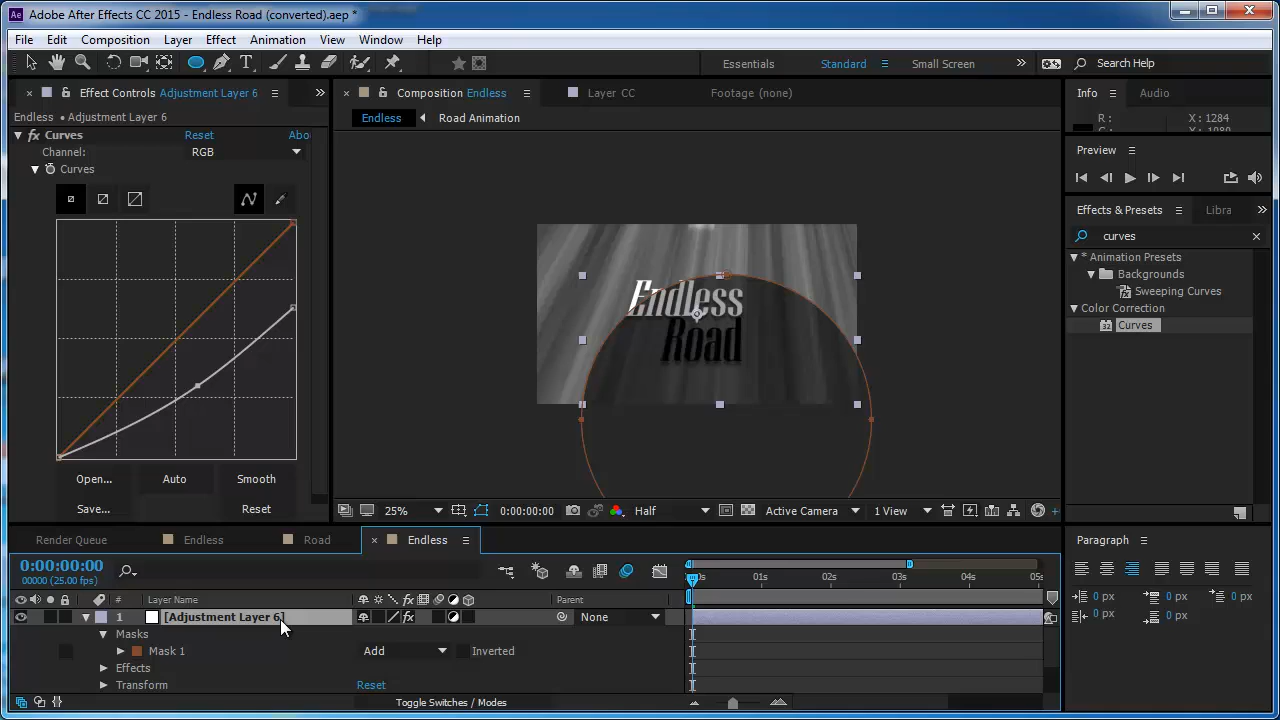 Adobe After Effects CC 2015 - Endless Road (converted).aep *
File Edit Composition Layer Effect Animation View Window Help
Essentials Standard Small Screen » Search Help
× Effect Controls Adjustment Layer 6 »
Endless • Adjustment Layer 6
fx Curves Reset Abo
Channel: RGB
Curves
Open... Auto Smooth
Save... Reset
× Composition Endless Layer CC Footage (none)
Endless Road Animation
Endless
Road
25% 0:00:00:00 Half Active Camera 1 View
Info Audio
R : X : 1284
Preview
Effects & Presets Libra »
curves ×
* Animation Presets
Backgrounds
Sweeping Curves
Color Correction
32 Curves
Render Queue Endless Road × Endless
0:00:00:00
00000 (25.00 fps)
# Layer Name fx Parent
1 [Adjustment Layer 6] fx None
Masks
Mask 1 Add Inverted
Effects
Transform Reset
Toggle Switches / Modes
01s 02s 03s 04s 05s
Paragraph
0 px 0 px 0 px
0 px 0 px